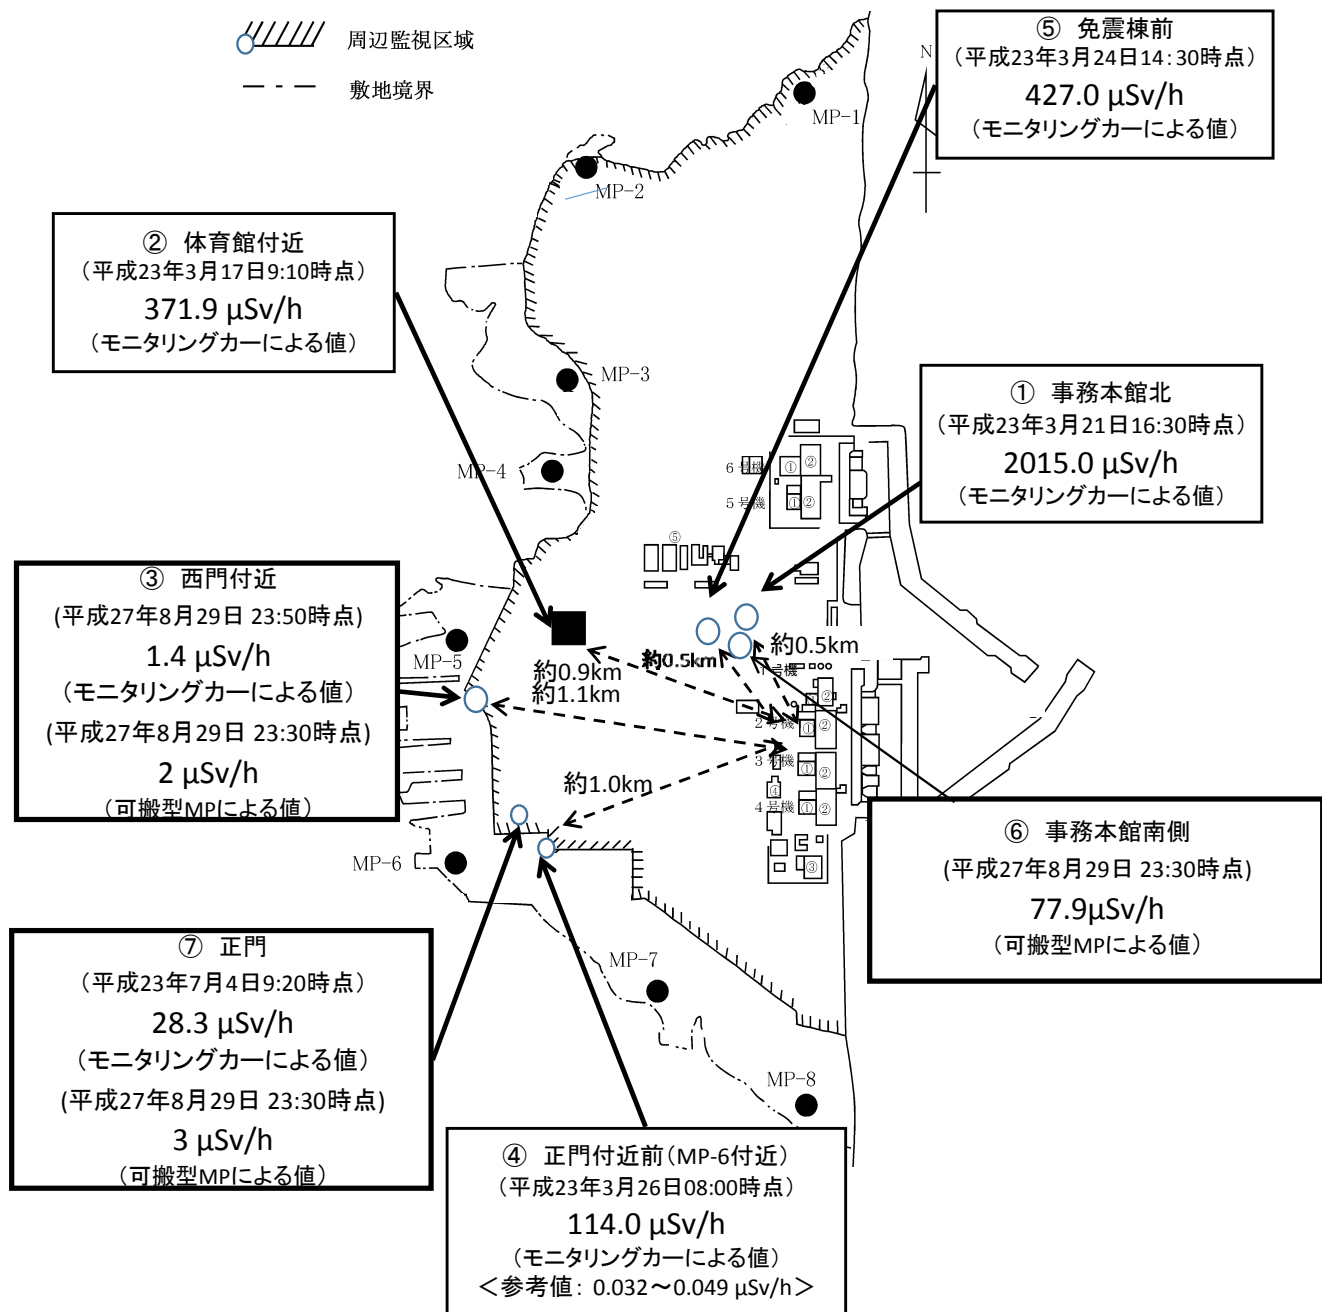 周辺監視区域
敷地境界
⑤ 免震棟前
(平成23年3月24日14:30時点)
427.0 μSv/h
(モニタリングカーによる値)
N
MP-1
MP-2
② 体育館付近
(平成23年3月17日9:10時点)
371.9 μSv/h
(モニタリングカーによる値)
MP-3
① 事務本館北
(平成23年3月21日16:30時点)
2015.0 μSv/h
(モニタリングカーによる値)
MP-4
6号機
① ②
5号機
① ②
⑤
③ 西門付近
(平成27年8月29日 23:50時点)
1.4 μSv/h
(モニタリングカーによる値)
(平成27年8月29日 23:30時点)
2 μSv/h
(可搬型MPによる値)
MP-5
約0.9km
約1.1km
約0.5km
約0.5km
1号機
②
2号機
① ②
3号機
① ②
④
4号機
① ②
③
約1.0km
MP-6
⑥ 事務本館南側
(平成27年8月29日 23:30時点)
77.9μSv/h
(可搬型MPによる値)
⑦ 正門
(平成23年7月4日9:20時点)
28.3 μSv/h
(モニタリングカーによる値)
(平成27年8月29日 23:30時点)
3 μSv/h
(可搬型MPによる値)
MP-7
MP-8
④ 正門付近前(MP-6付近)
(平成23年3月26日08:00時点)
114.0 μSv/h
(モニタリングカーによる値)
<参考値: 0.032～0.049 μSv/h>